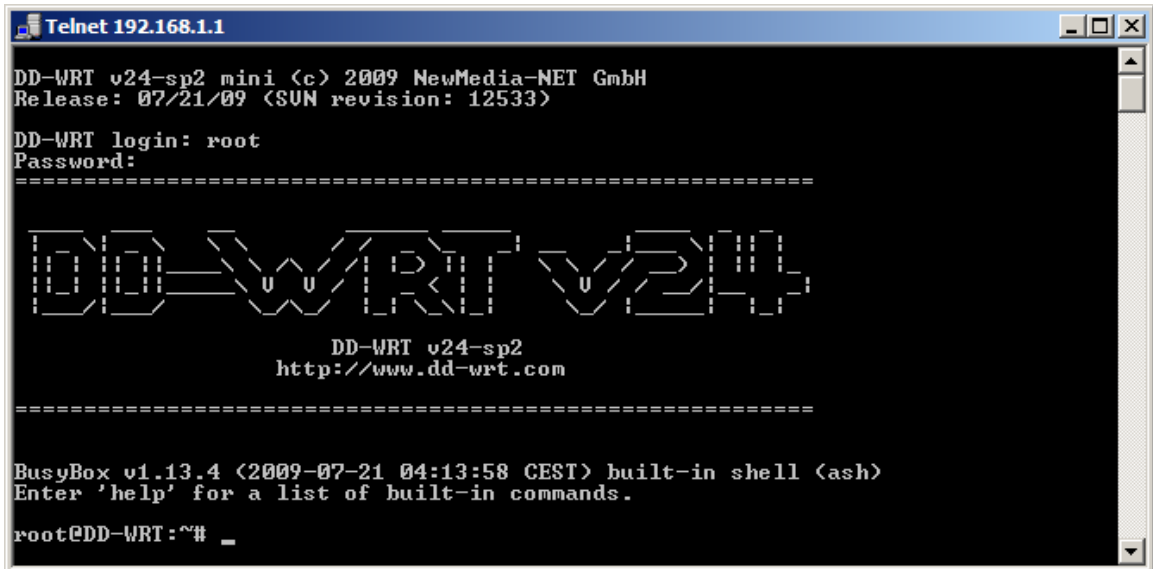 Telnet 192.168.1.1
DD-WRT v24-sp2 mini (c) 2009 NewMedia-NET GmbH
Release: 07/21/09 (SVN revision: 12533)
DD-WRT login: root
Password:
==========================================================
DD-WRT v24
DD-WRT v24-sp2
http://www.dd-wrt.com
==========================================================
BusyBox v1.13.4 (2009-07-21 04:13:58 CEST) built-in shell (ash)
Enter 'help' for a list of built-in commands.
root@DD-WRT:~# _